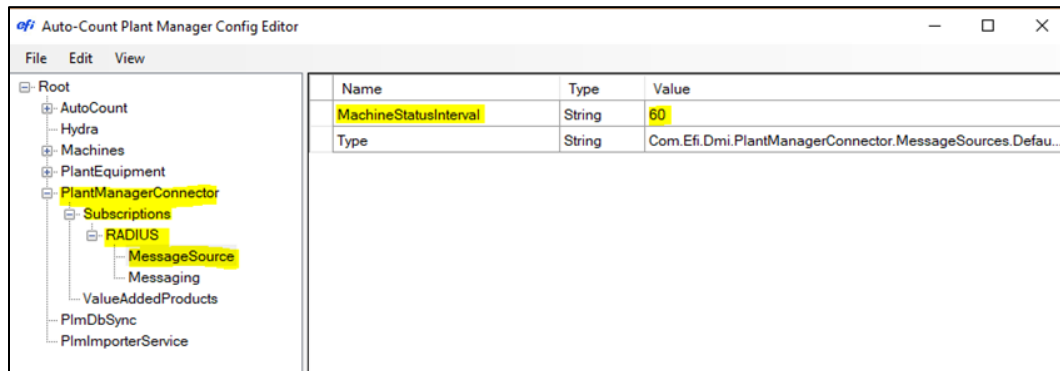 efi Auto-Count Plant Manager Config Editor
File Edit View
Root
AutoCount
Hydra
Machines
PlantEquipment
PlantManagerConnector
Subscriptions
RADIUS
MessageSource
Messaging
ValueAddedProducts
PlmDbSync
PlmImporterService
Name Type Value
MachineStatusInterval String 60
Type String Com.Efi.Dmi.PlantManagerConnector.MessageSources.Defau...